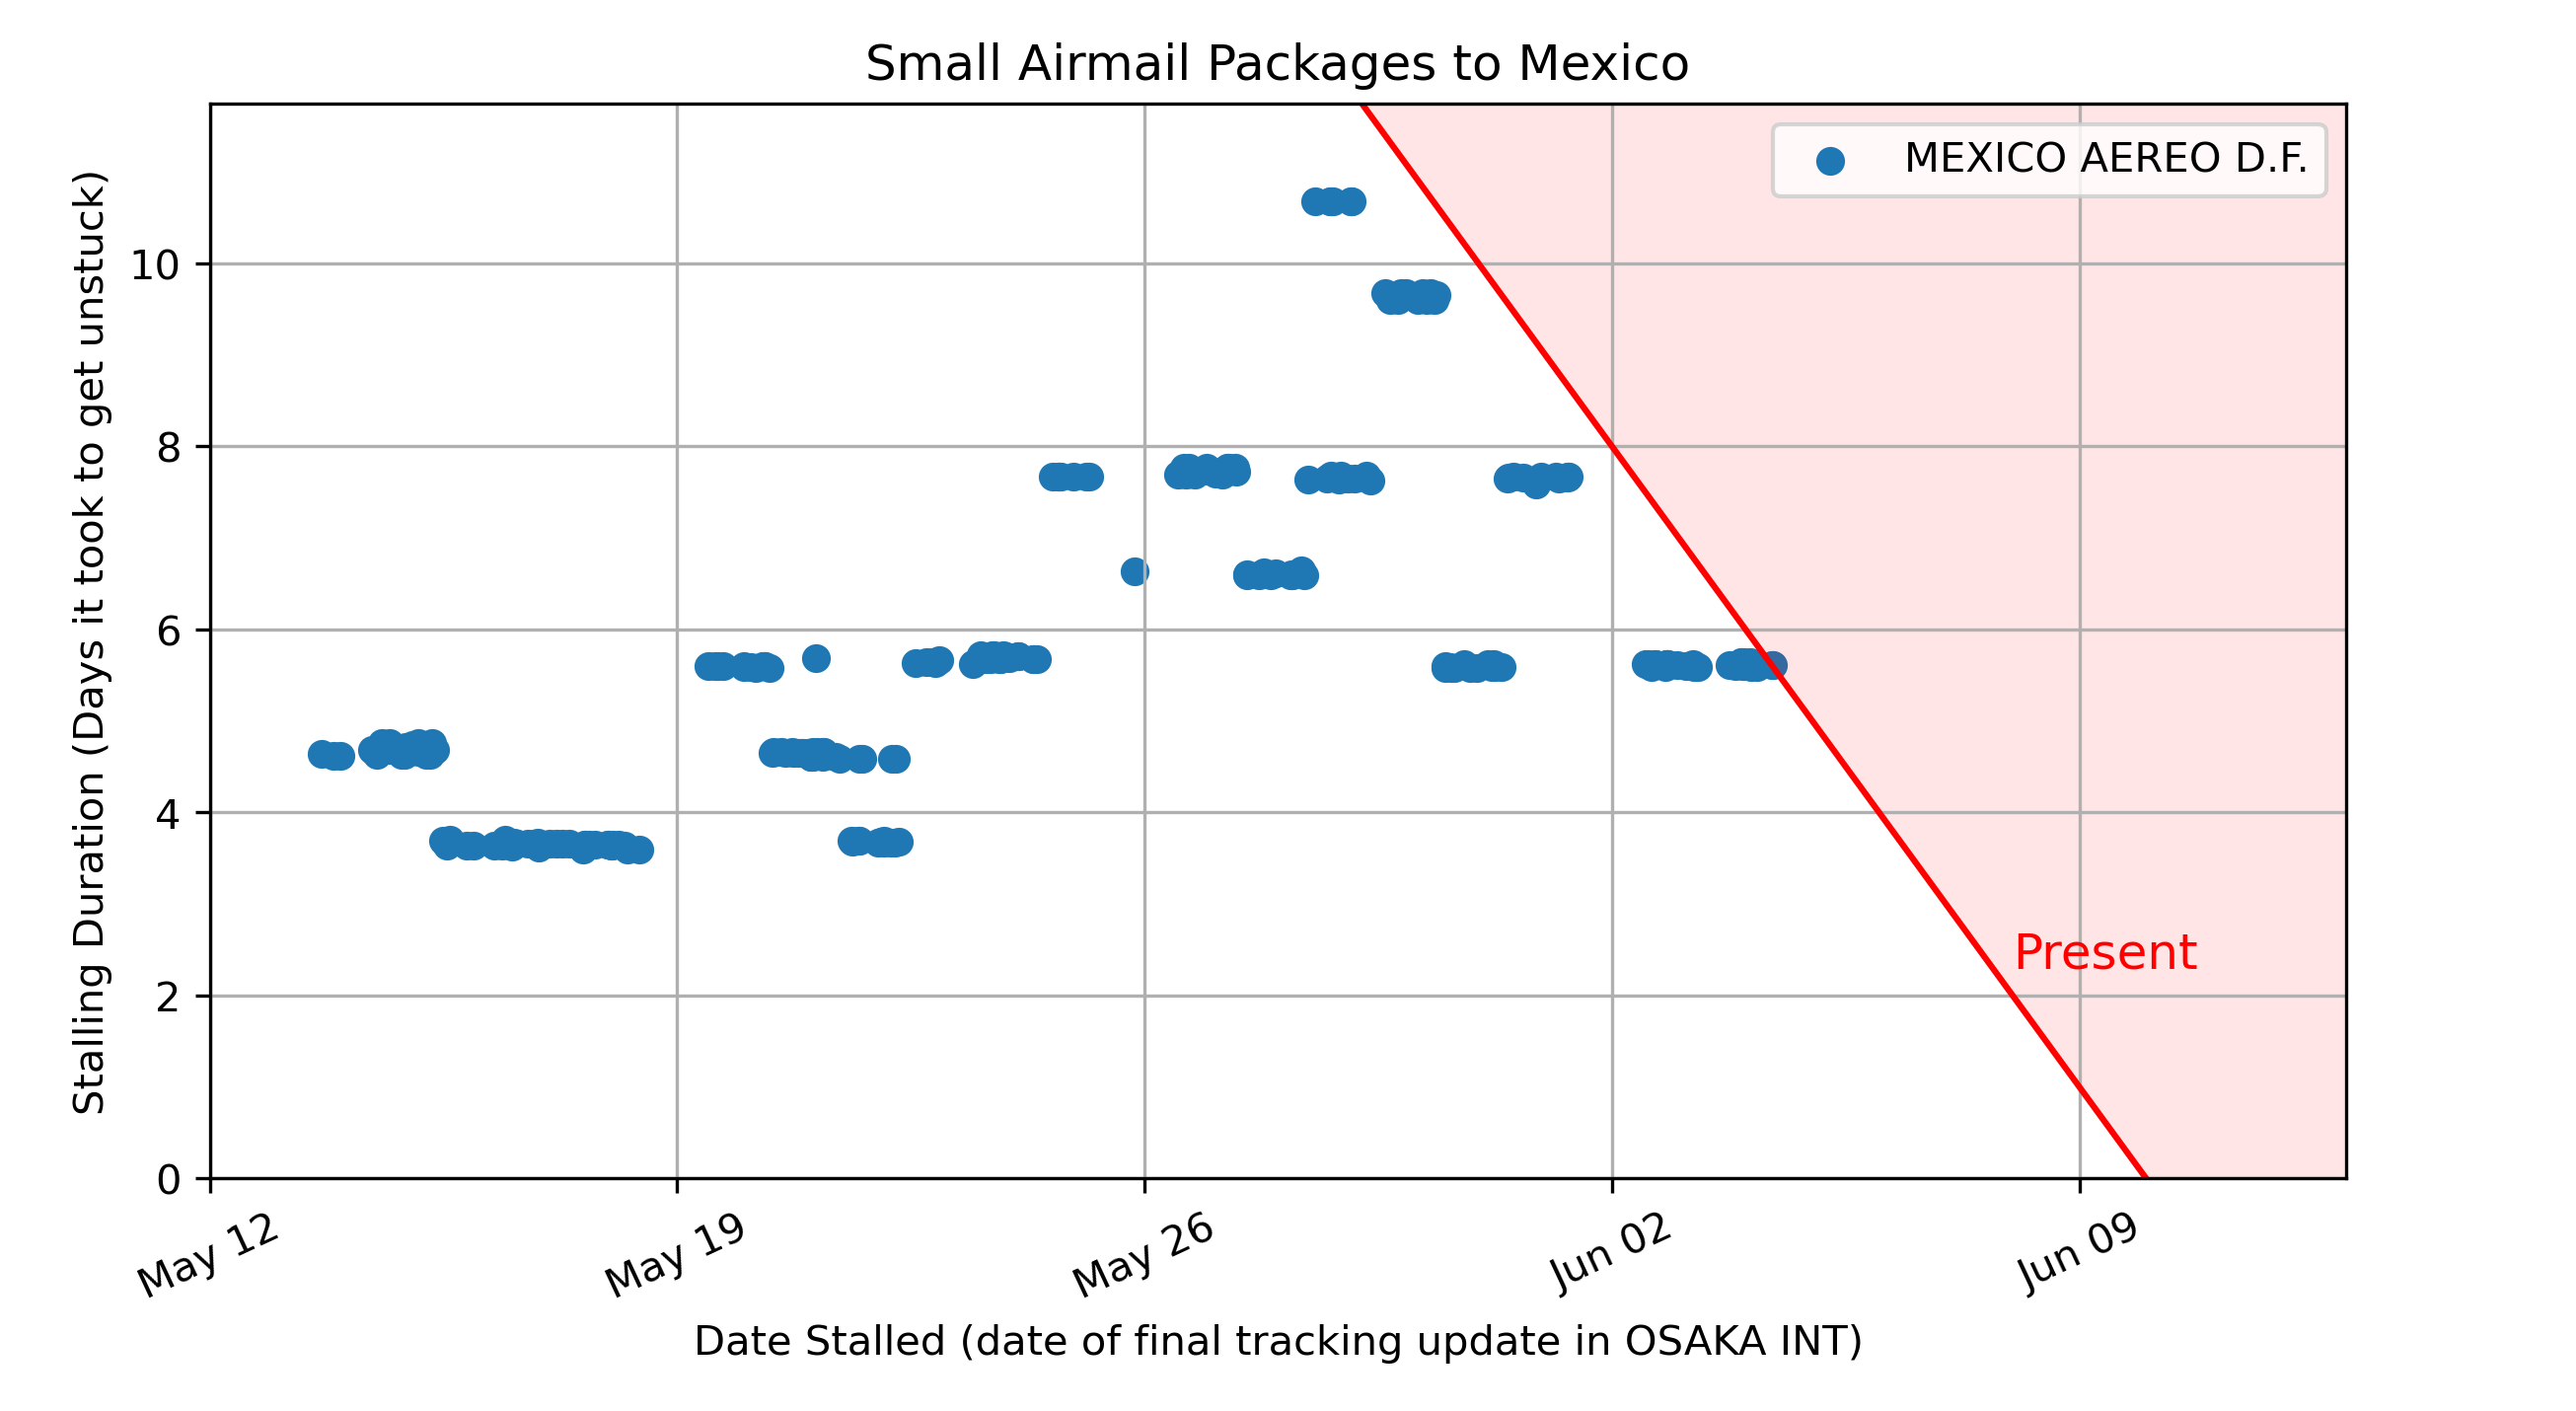 Small Airmail Packages to Mexico
MEXICO AEREO D.F.
Stalling Duration (Days it took to get unstuck)
10
8
6
4
2
0
Present
May 12
May 19
May 26
Jun 02
Jun 09
Date Stalled (date of final tracking update in OSAKA INT)